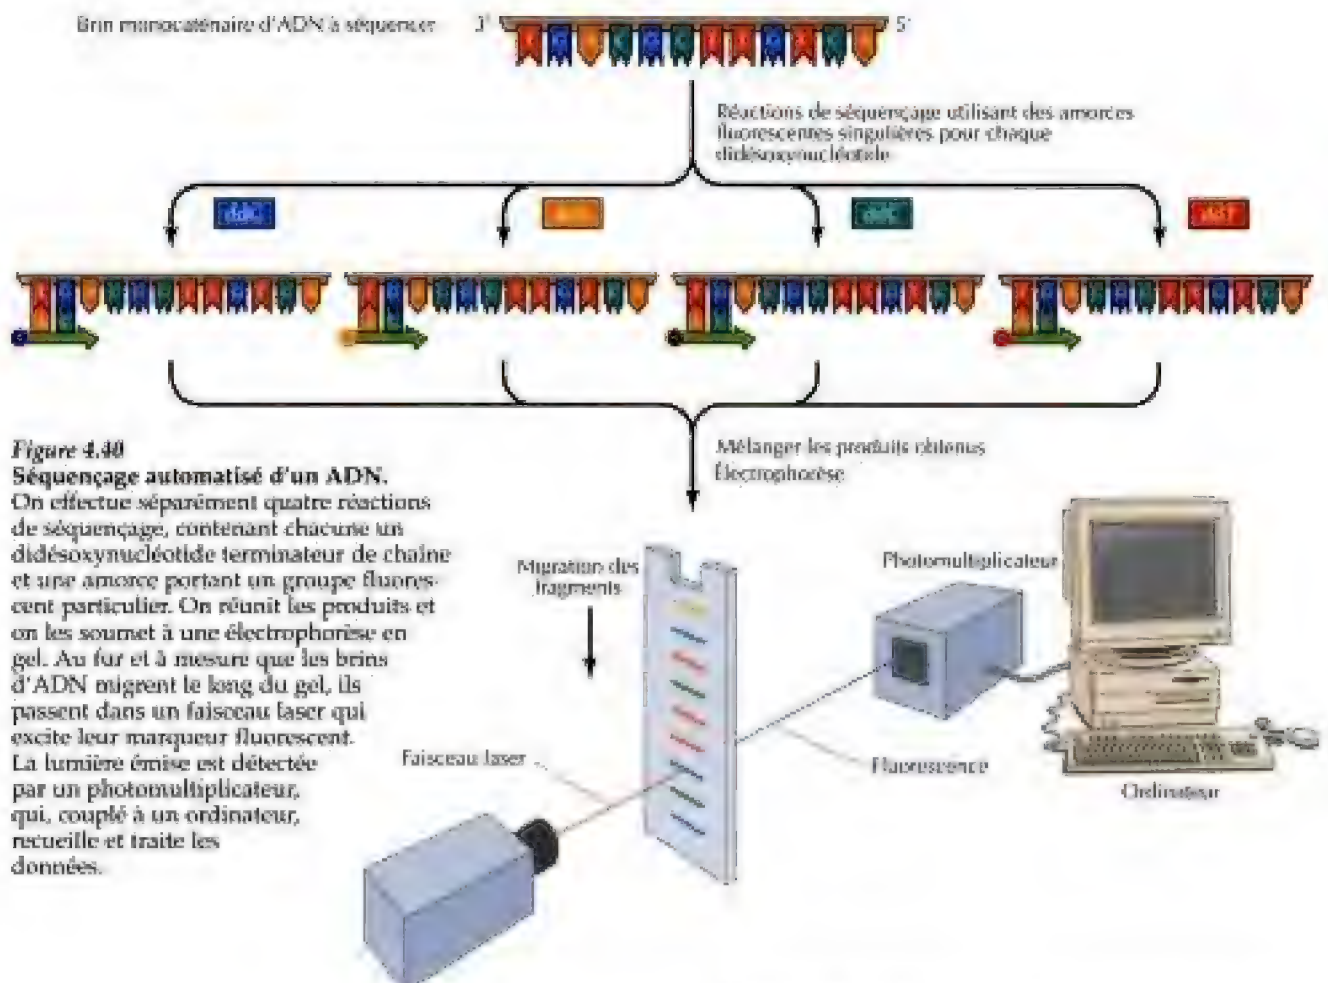 Brin monocaténaire d'ADN à séquencer 3' 5'
Réactions de séquençage utilisant des amorces
fluorescentes singulières pour chaque
didésoxynucléotide
Mélanger les produits obtenus
Électrophorèse
Figure 4.40
Séquençage automatisé d'un ADN.
On effectue séparément quatre réactions
de séquençage, contenant chacune un
didésoxynucléotide terminateur de chaîne
et une amorce portant un groupe fluores-
cent particulier. On réunit les produits et
on les soumet à une électrophorèse en
gel. Au fur et à mesure que les brins
d'ADN migrent le long du gel, ils
passent dans un faisceau laser qui
excite leur marqueur fluorescent.
La lumière émise est détectée
par un photomultiplicateur,
qui, couplé à un ordinateur,
recueille et traite les
données.
Migration des
fragments
Photomultiplicateur
Faisceau laser
Fluorescence
Ordinateur